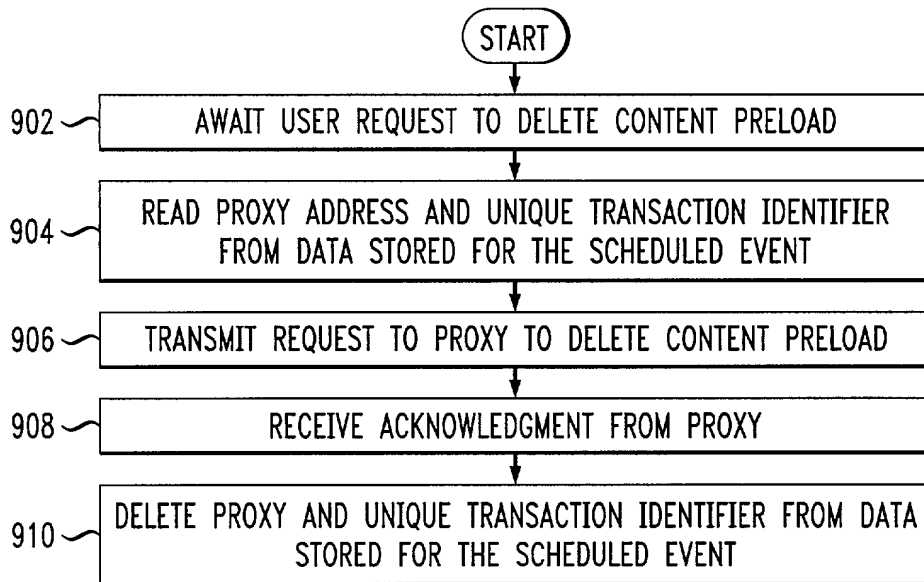 START
902
AWAIT USER REQUEST TO DELETE CONTENT PRELOAD
904
READ PROXY ADDRESS AND UNIQUE TRANSACTION IDENTIFIER
FROM DATA STORED FOR THE SCHEDULED EVENT
906
TRANSMIT REQUEST TO PROXY TO DELETE CONTENT PRELOAD
908
RECEIVE ACKNOWLEDGMENT FROM PROXY
910
DELETE PROXY AND UNIQUE TRANSACTION IDENTIFIER FROM DATA
STORED FOR THE SCHEDULED EVENT